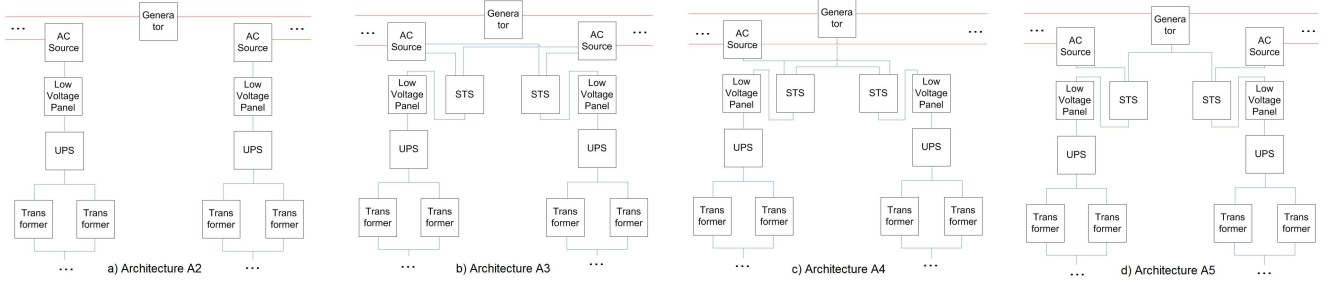 Genera
tor
...
AC
Source
AC
Source
...
Low
Voltage
Panel
Low
Voltage
Panel
UPS
UPS
Trans
former
Trans
former
Trans
former
Trans
former
...
...
a) Architecture A2
Genera
tor
...
AC
Source
AC
Source
...
Low
Voltage
Panel
STS
STS
Low
Voltage
Panel
UPS
UPS
Trans
former
Trans
former
Trans
former
Trans
former
...
...
b) Architecture A3
Genera
tor
...
AC
Source
...
Low
Voltage
Panel
STS
STS
Low
Voltage
Panel
UPS
UPS
Trans
former
Trans
former
Trans
former
Trans
former
...
...
c) Architecture A4
Genera
tor
...
AC
Source
AC
Source
...
Low
Voltage
Panel
STS
STS
Low
Voltage
Panel
UPS
UPS
Trans
former
Trans
former
Trans
former
Trans
former
...
...
d) Architecture A5